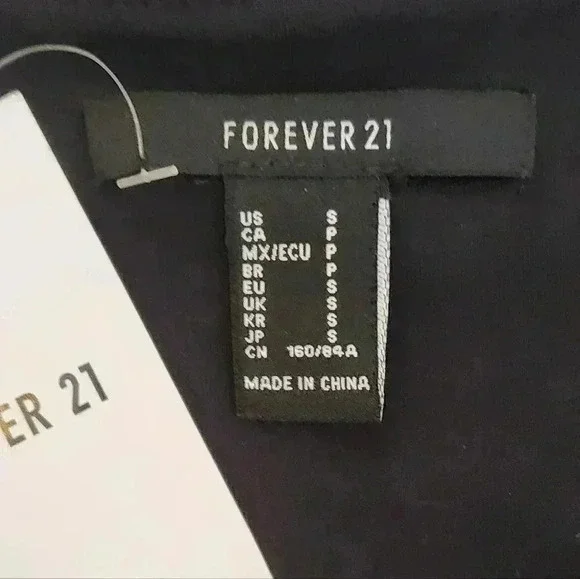 FOREVER 21
US S
CA P
MX/ECU P
BR P
EU S
UK S
KR S
JP S
CN 160/84A
MADE IN CHINA
ER 21